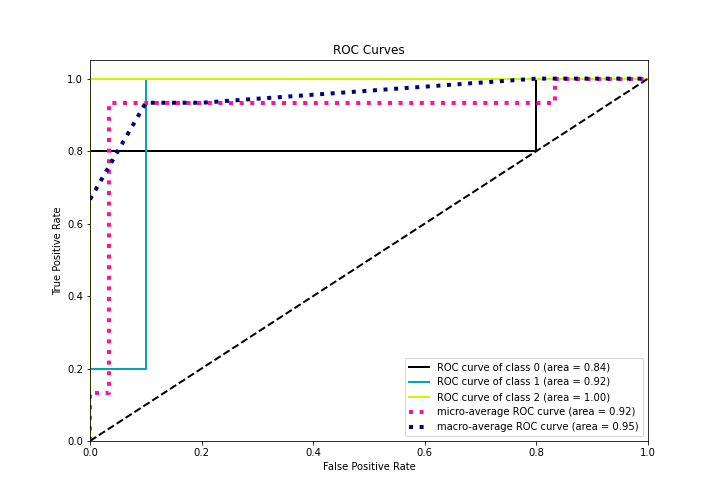 ROC Curves
True Positive Rate
1.0
0.8
0.6
0.4
0.2
0.0
0.0 0.2 0.4 0.6 0.8 1.0
False Positive Rate
ROC curve of class 0 (area = 0.84)
ROC curve of class 1 (area = 0.92)
ROC curve of class 2 (area = 1.00)
micro-average ROC curve (area = 0.92)
macro-average ROC curve (area = 0.95)